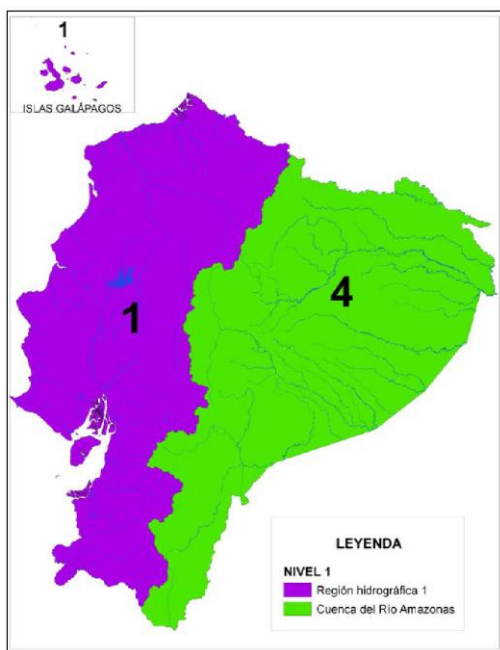 1
ISLAS GALÁPAGOS
4
1
LEYENDA
NIVEL 1
Región hidrográfica 1
Cuenca del Río Amazonas